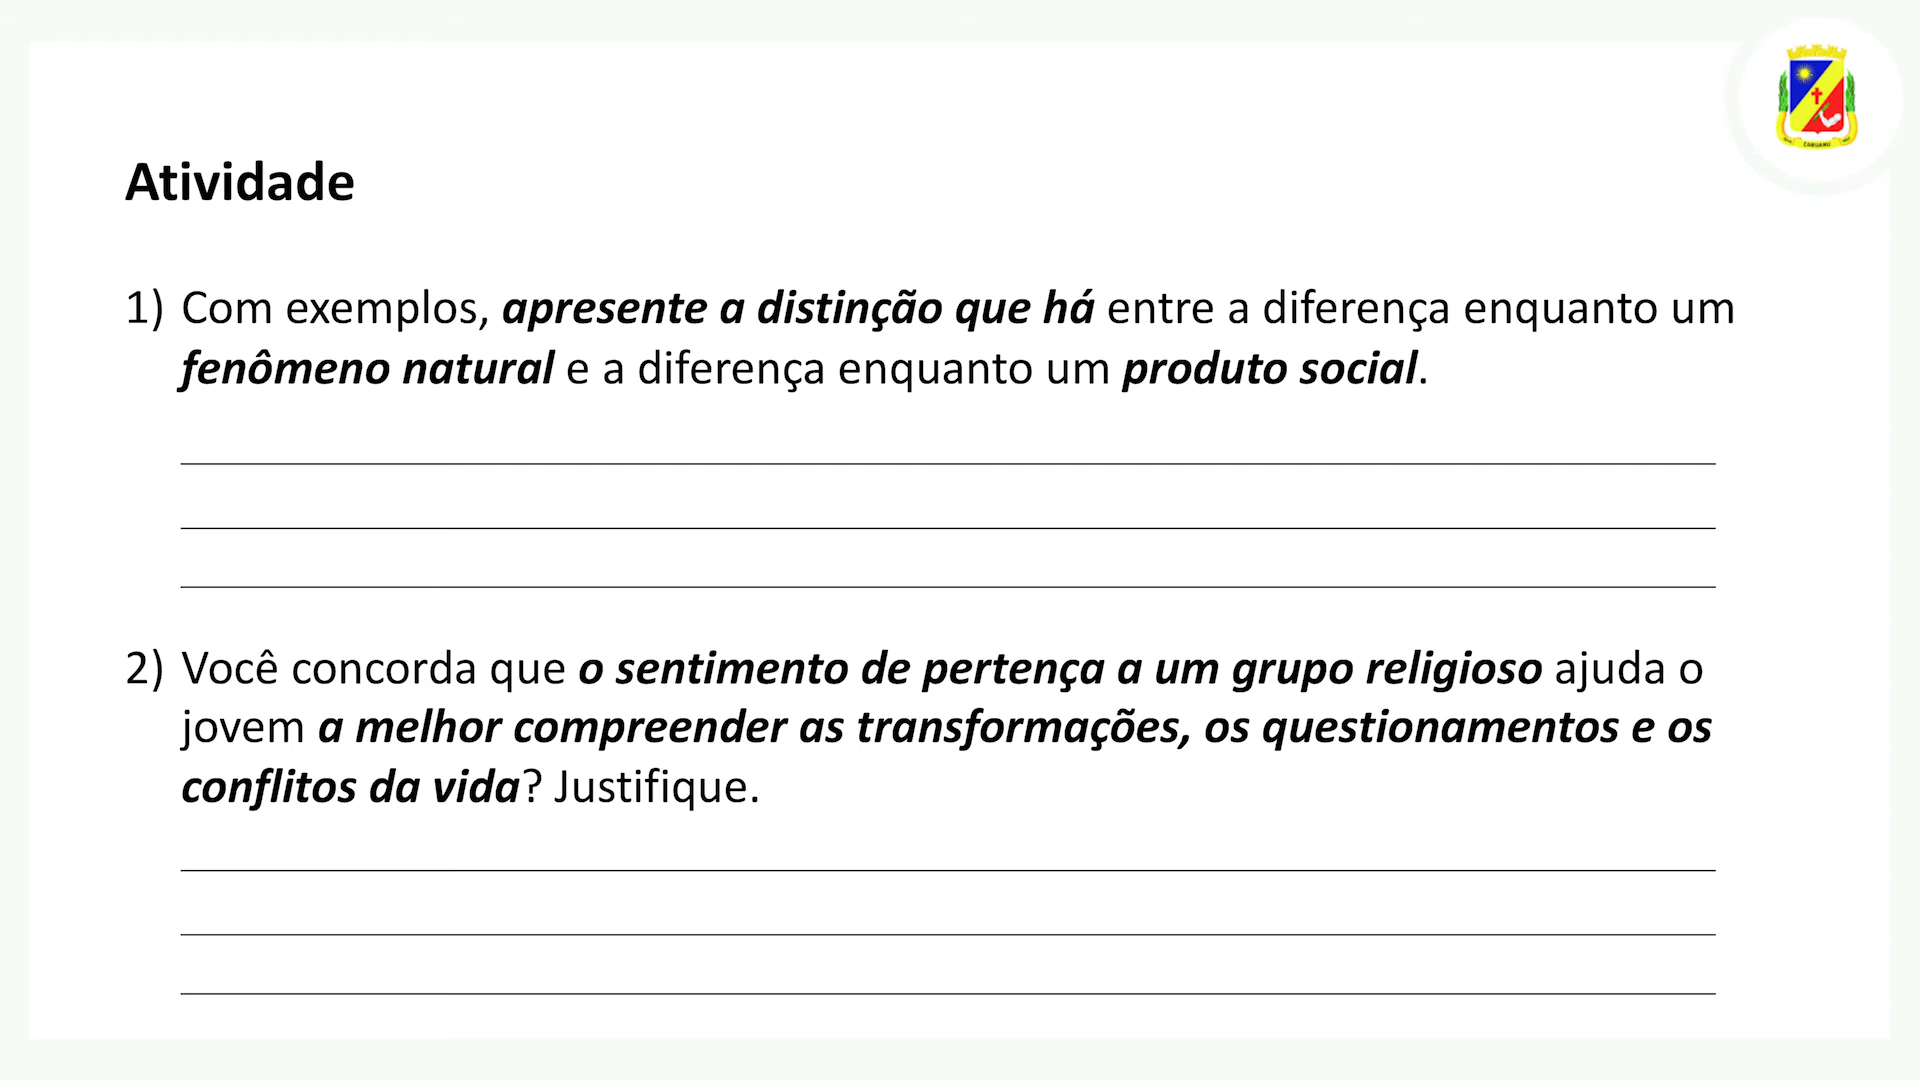 CARUARU
Atividade
1) Com exemplos, apresente a distinção que há entre a diferença enquanto um
fenômeno natural e a diferença enquanto um produto social.
2) Você concorda que o sentimento de pertença a um grupo religioso ajuda o
jovem a melhor compreender as transformações, os questionamentos e os
conflitos da vida? Justifique.